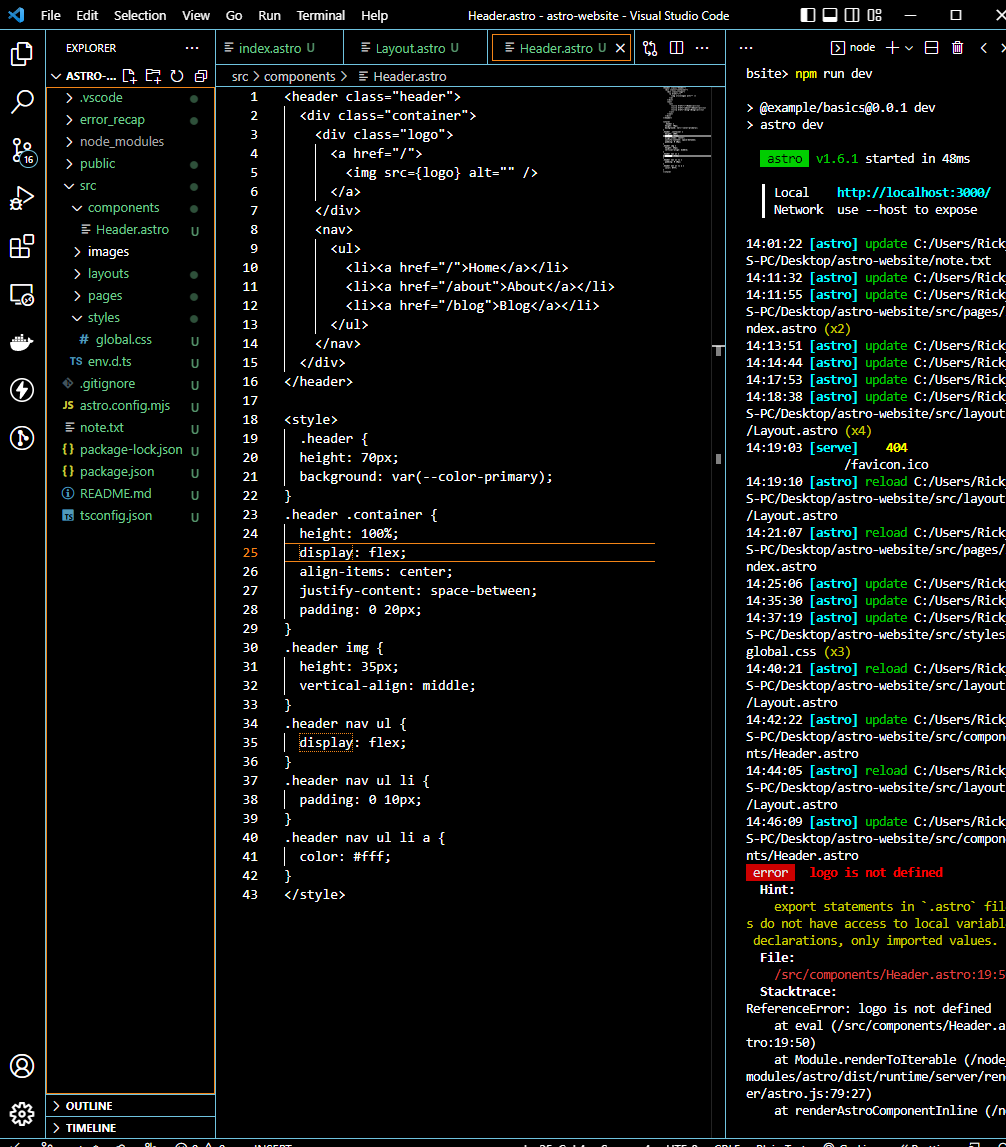 File Edit Selection View Go Run Terminal Help
Header.astro - astro-website - Visual Studio Code
EXPLORER
ASTRO-...
.vscode
error_recap
node_modules
public
src
components
Header.astro U
images
layouts
pages
styles
# global.css U
TS env.d.ts U
.gitignore U
JS astro.config.mjs U
note.txt U
{} package-lock.json U
{} package.json U
README.md U
TS tsconfig.json U
OUTLINE
TIMELINE
16
index.astro U
Layout.astro U
Header.astro U
src > components > Header.astro
1 <header class="header">
2 <div class="container">
3 <div class="logo">
4 <a href="/">
5 <img src={logo} alt="" />
6 </a>
7 </div>
8 <nav>
9 <ul>
10 <li><a href="/">Home</a></li>
11 <li><a href="/about">About</a></li>
12 <li><a href="/blog">Blog</a></li>
13 </ul>
14 </nav>
15 </div>
16 </header>
17
18 <style>
19 .header {
20 height: 70px;
21 background: var(--color-primary);
22 }
23 .header .container {
24 height: 100%;
25 display: flex;
26 align-items: center;
27 justify-content: space-between;
28 padding: 0 20px;
29 }
30 .header img {
31 height: 35px;
32 vertical-align: middle;
33 }
34 .header nav ul {
35 display: flex;
36 }
37 .header nav ul li {
38 padding: 0 10px;
39 }
40 .header nav ul li a {
41 color: #fff;
42 }
43 </style>
node
bsite> npm run dev
> @example/basics@0.0.1 dev
> astro dev
astro v1.6.1 started in 48ms
Local http://localhost:3000/
Network use --host to expose
14:01:22 [astro] update C:/Users/Rick
S-PC/Desktop/astro-website/note.txt
14:11:32 [astro] update C:/Users/Rick
14:11:55 [astro] update C:/Users/Rick
S-PC/Desktop/astro-website/src/pages/
ndex.astro (x2)
14:13:51 [astro] update C:/Users/Rick
14:14:44 [astro] update C:/Users/Rick
14:17:53 [astro] update C:/Users/Rick
14:18:38 [astro] update C:/Users/Rick
S-PC/Desktop/astro-website/src/layout
/Layout.astro (x4)
14:19:03 [serve] 404
/favicon.ico
14:19:10 [astro] reload C:/Users/Rick
S-PC/Desktop/astro-website/src/layout
/Layout.astro
14:21:07 [astro] reload C:/Users/Rick
S-PC/Desktop/astro-website/src/pages/
ndex.astro
14:25:06 [astro] update C:/Users/Rick
14:35:30 [astro] update C:/Users/Rick
14:37:19 [astro] update C:/Users/Rick
S-PC/Desktop/astro-website/src/styles
global.css (x3)
14:40:21 [astro] reload C:/Users/Rick
S-PC/Desktop/astro-website/src/layout
/Layout.astro
14:42:22 [astro] update C:/Users/Rick
S-PC/Desktop/astro-website/src/compon
nts/Header.astro
14:44:05 [astro] reload C:/Users/Rick
S-PC/Desktop/astro-website/src/layout
/Layout.astro
14:46:09 [astro] update C:/Users/Rick
S-PC/Desktop/astro-website/src/compon
nts/Header.astro
error logo is not defined
Hint:
export statements in `.astro` fil
s do not have access to local variabl
declarations, only imported values.
File:
/src/components/Header.astro:19:5
Stacktrace:
ReferenceError: logo is not defined
at eval (/src/components/Header.a
tro:19:50)
at Module.renderToIterable (/node
modules/astro/dist/runtime/server/ren
er/astro.js:79:27)
at renderAstroComponentInline (/n